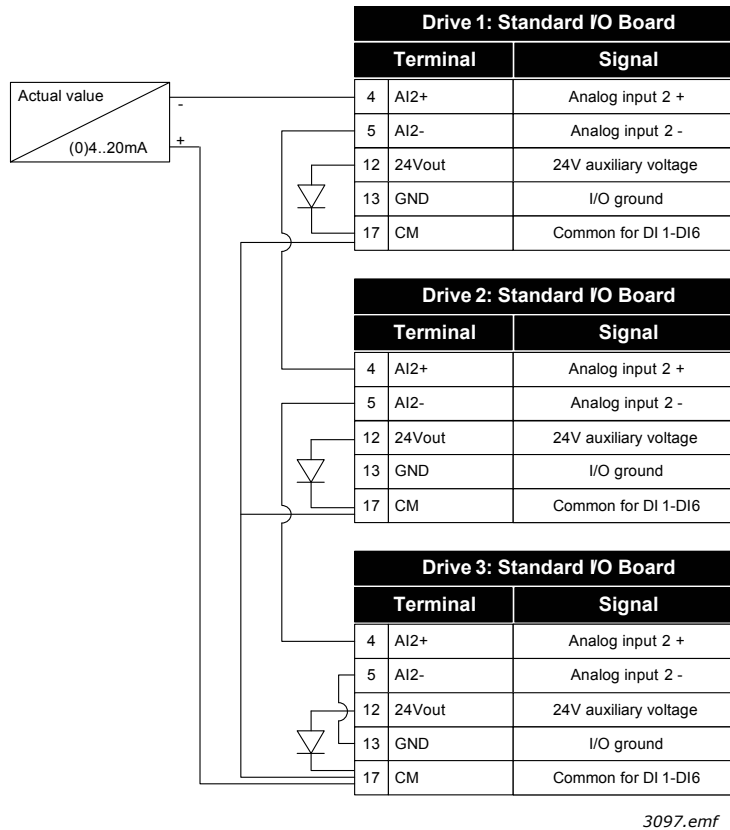 Drive 1: Standard I/O Board
Terminal Signal
Actual value
-
(0)4..20mA
+
4 AI2+ Analog input 2 +
5 AI2- Analog input 2 -
12 24Vout 24V auxiliary voltage
13 GND I/O ground
17 CM Common for DI 1-DI6
Drive 2: Standard I/O Board
Terminal Signal
4 AI2+ Analog input 2 +
5 AI2- Analog input 2 -
12 24Vout 24V auxiliary voltage
13 GND I/O ground
17 CM Common for DI 1-DI6
Drive 3: Standard I/O Board
Terminal Signal
4 AI2+ Analog input 2 +
5 AI2- Analog input 2 -
12 24Vout 24V auxiliary voltage
13 GND I/O ground
17 CM Common for DI 1-DI6
3097.emf